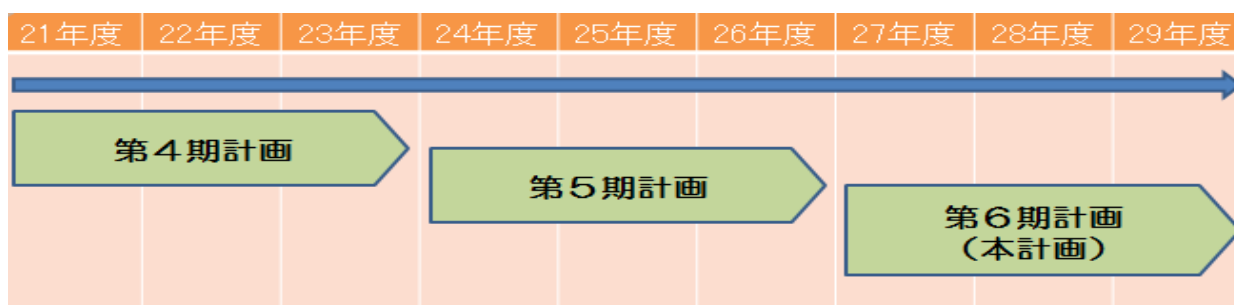 21年度 22年度 23年度 24年度 25年度 26年度 27年度 28年度 29年度
第4期計画
第5期計画
第6期計画
(本計画)